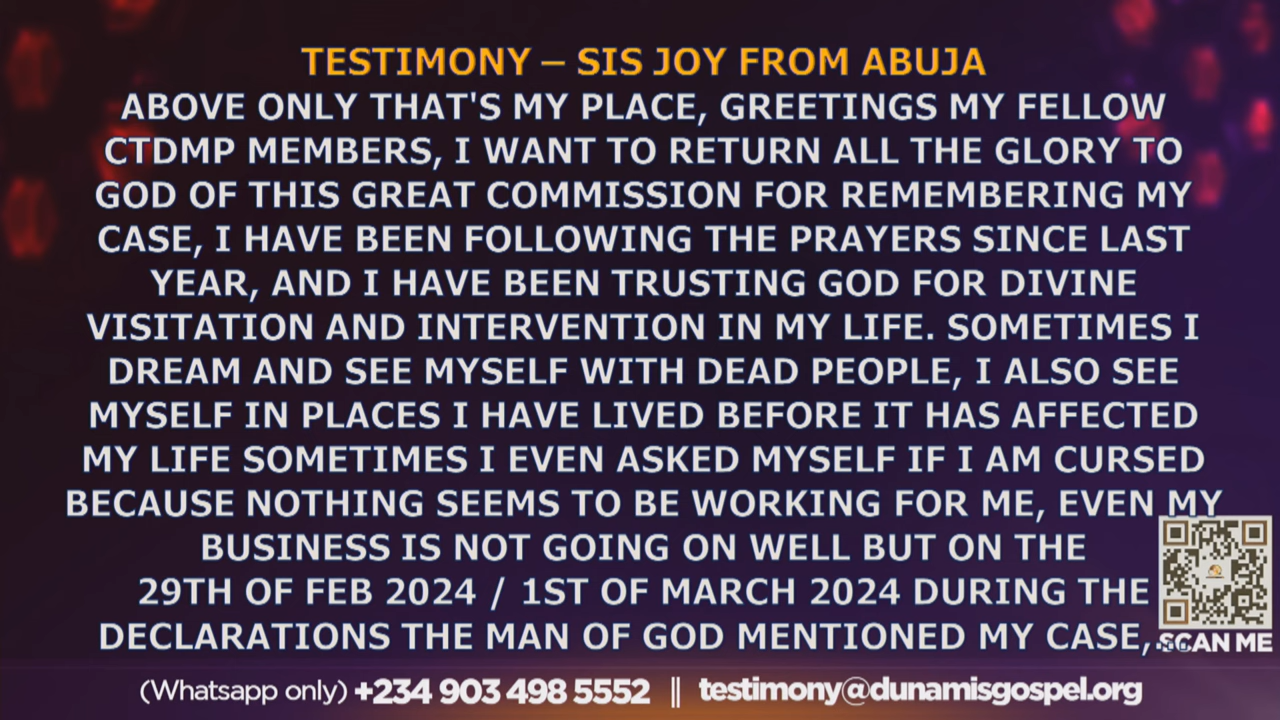 TESTIMONY – SIS JOY FROM ABUJA
ABOVE ONLY THAT'S MY PLACE, GREETINGS MY FELLOW
CTDMP MEMBERS, I WANT TO RETURN ALL THE GLORY TO
GOD OF THIS GREAT COMMISSION FOR REMEMBERING MY
CASE, I HAVE BEEN FOLLOWING THE PRAYERS SINCE LAST
YEAR, AND I HAVE BEEN TRUSTING GOD FOR DIVINE
VISITATION AND INTERVENTION IN MY LIFE. SOMETIMES I
DREAM AND SEE MYSELF WITH DEAD PEOPLE, I ALSO SEE
MYSELF IN PLACES I HAVE LIVED BEFORE IT HAS AFFECTED
MY LIFE SOMETIMES I EVEN ASKED MYSELF IF I AM CURSED
BECAUSE NOTHING SEEMS TO BE WORKING FOR ME, EVEN MY
BUSINESS IS NOT GOING ON WELL BUT ON THE
29TH OF FEB 2024 / 1ST OF MARCH 2024 DURING THE
DECLARATIONS THE MAN OF GOD MENTIONED MY CASE,...
SCAN ME
(Whatsapp only) +234 903 498 5552 || testimony@dunamisgospel.org